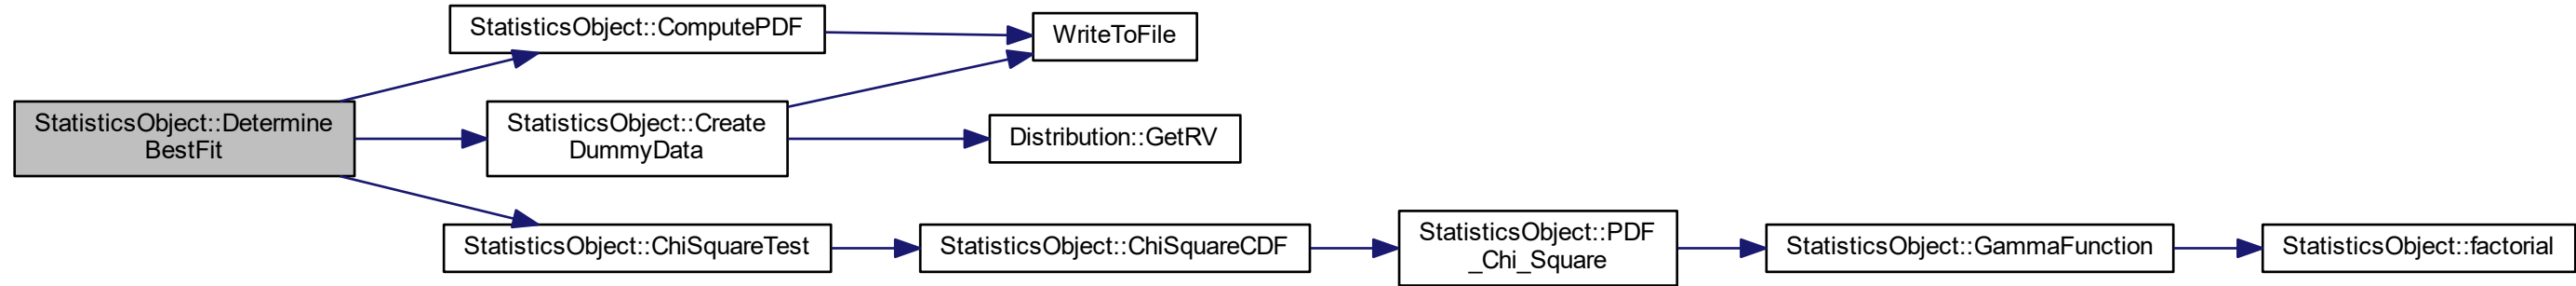 StatisticsObject::Determine
BestFit
StatisticsObject::ComputePDF
WriteToFile
StatisticsObject::Create
DummyData
Distribution::GetRV
StatisticsObject::ChiSquareTest
StatisticsObject::ChiSquareCDF
StatisticsObject::PDF
_Chi_Square
StatisticsObject::GammaFunction
StatisticsObject::factorial